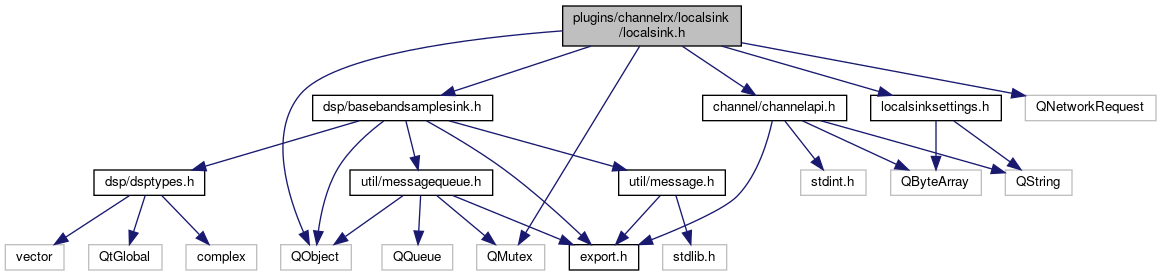 plugins/channelrx/localsink
/localsink.h
dsp/basebandsamplesink.h
channel/channelapi.h
localsinksettings.h
QNetworkRequest
dsp/dsptypes.h
util/messagequeue.h
util/message.h
stdint.h
QByteArray
QString
vector
QtGlobal
complex
QObject
QQueue
QMutex
export.h
stdlib.h